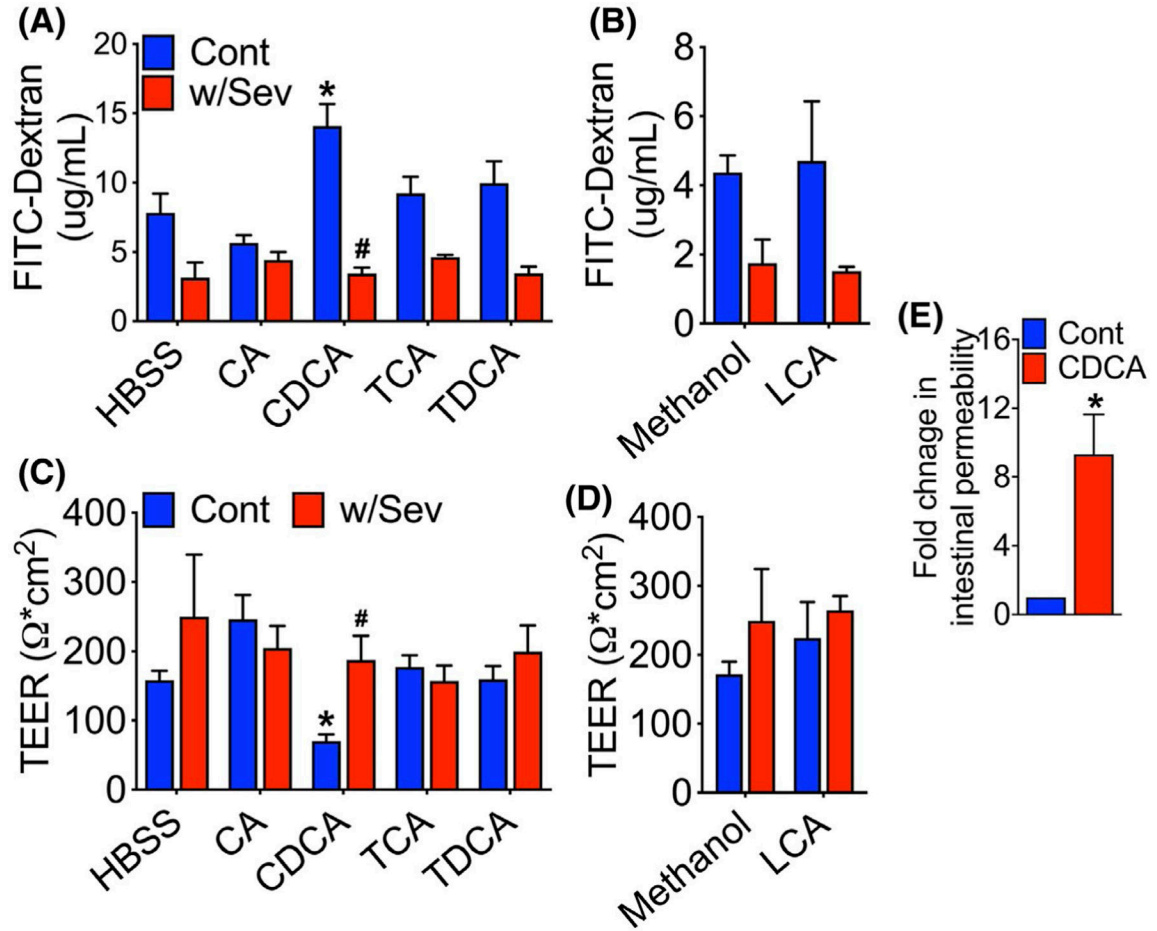 (A)
FITC-Dextran
(ug/mL)
20
15
10
5
0
Cont
w/Sev
*
#
HBSS
CA
CDCA
TCA
TDCA
(B)
FITC-Dextran
(ug/mL)
8
6
4
2
0
Methanol
LCA
(C)
TEER (Ω*cm²)
400
300
200
100
0
Cont
w/Sev
*
#
HBSS
CA
CDCA
TCA
TDCA
(D)
TEER (Ω*cm²)
400
300
200
100
0
Methanol
LCA
(E)
Fold chnage in
intestinal permeability
16
12
8
4
0
Cont
CDCA
*